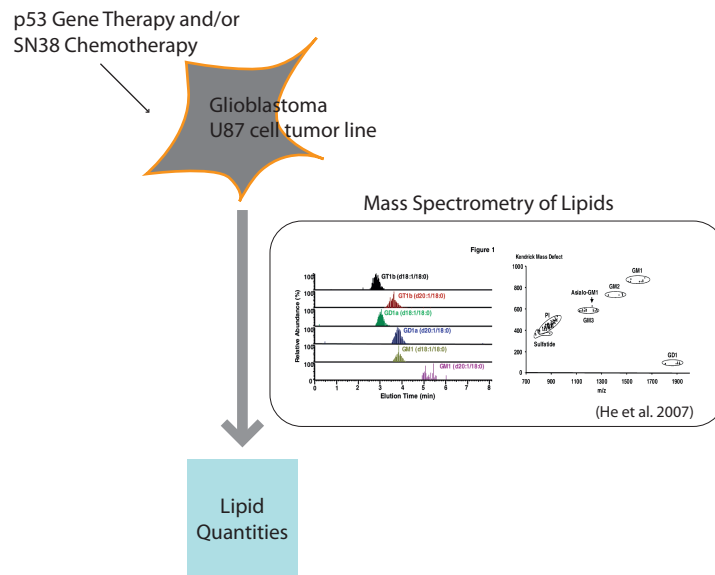 p53 Gene Therapy and/or
SN38 Chemotherapy
Glioblastoma
U87 cell tumor line
Mass Spectrometry of Lipids
Figure 1
Relative Abundance (%)
100
GT1b (d18:1/18:0)
100
GT1b (d20:1/18:0)
100
GD1a (d18:1/18:0)
100
GD1a (d20:1/18:0)
100
GM1 (d18:1/18:0)
100
GM1 (d20:1/18:0)
0 1 2 3 4 5 6 7 8
Elution Time (min)
Kendrick Mass Defect
1000
800
600
400
200
0
GM1
GM2
Asialo-GM1
GM3
PI
Sulfatide
GD1
700 900 1100 1300 1500 1700 1900
m/z
(He et al. 2007)
Lipid
Quantities